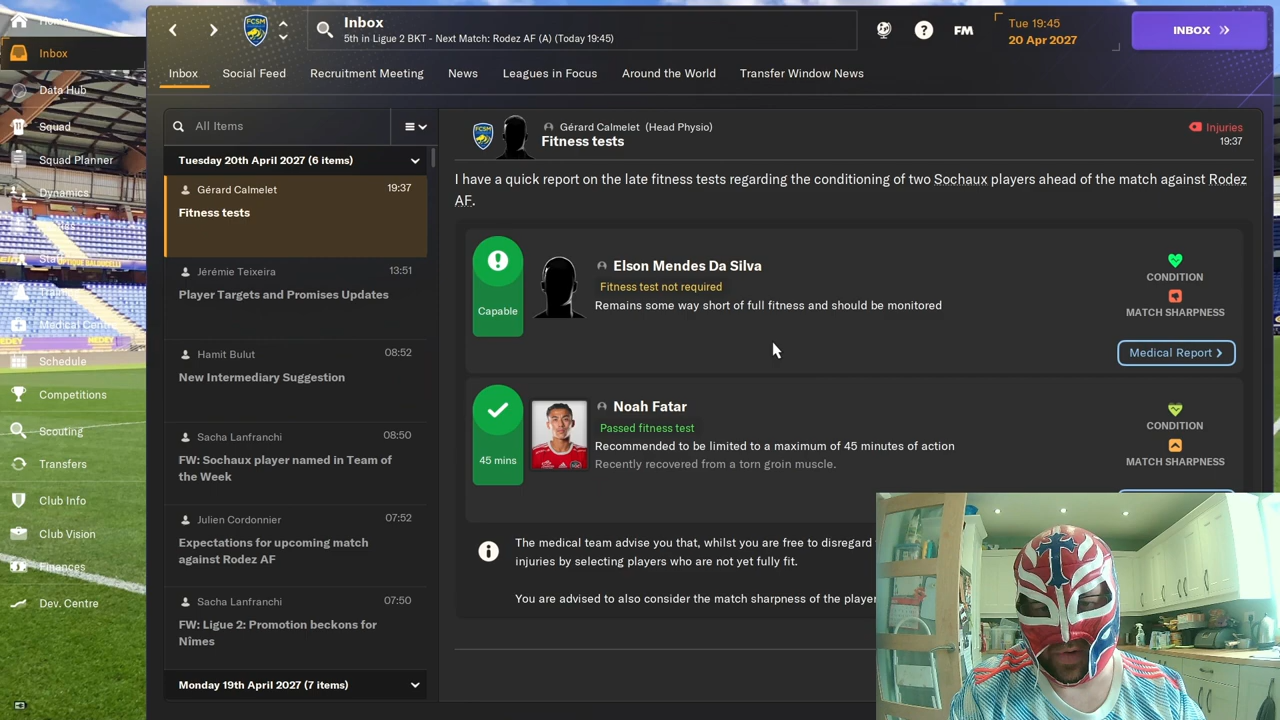 Home
Inbox
Data Hub
Squad
Squad Planner
Dynamics
Medical Centre
Schedule
Competitions
Scouting
Transfers
Club Info
Club Vision
Finances
Dev. Centre
FCSM
Inbox
5th in Ligue 2 BKT - Next Match: Rodez AF (A) (Today 19:45)
FM
Tue 19:45
20 Apr 2027
INBOX
Inbox
Social Feed
Recruitment Meeting
News
Leagues in Focus
Around the World
Transfer Window News
All Items
Tuesday 20th April 2027 (6 items)
Gérard Calmelet 19:37
Fitness tests
Jérémie Teixeira 13:51
Player Targets and Promises Updates
Hamit Bulut 08:52
New Intermediary Suggestion
Sacha Lanfranchi 08:50
FW: Sochaux player named in Team of
the Week
Julien Cordonnier 07:52
Expectations for upcoming match
against Rodez AF
Sacha Lanfranchi 07:50
FW: Ligue 2: Promotion beckons for
Nîmes
Monday 19th April 2027 (7 items)
FCSM
Gérard Calmelet (Head Physio)
Fitness tests
Injuries
19:37
I have a quick report on the late fitness tests regarding the conditioning of two Sochaux players ahead of the match against Rodez
AF.
Capable
Elson Mendes Da Silva
Fitness test not required
Remains some way short of full fitness and should be monitored
CONDITION
MATCH SHARPNESS
Medical Report
45 mins
Noah Fatar
Passed fitness test
Recommended to be limited to a maximum of 45 minutes of action
Recently recovered from a torn groin muscle.
CONDITION
MATCH SHARPNESS
The medical team advise you that, whilst you are free to disregard
injuries by selecting players who are not yet fully fit.
You are advised to also consider the match sharpness of the player